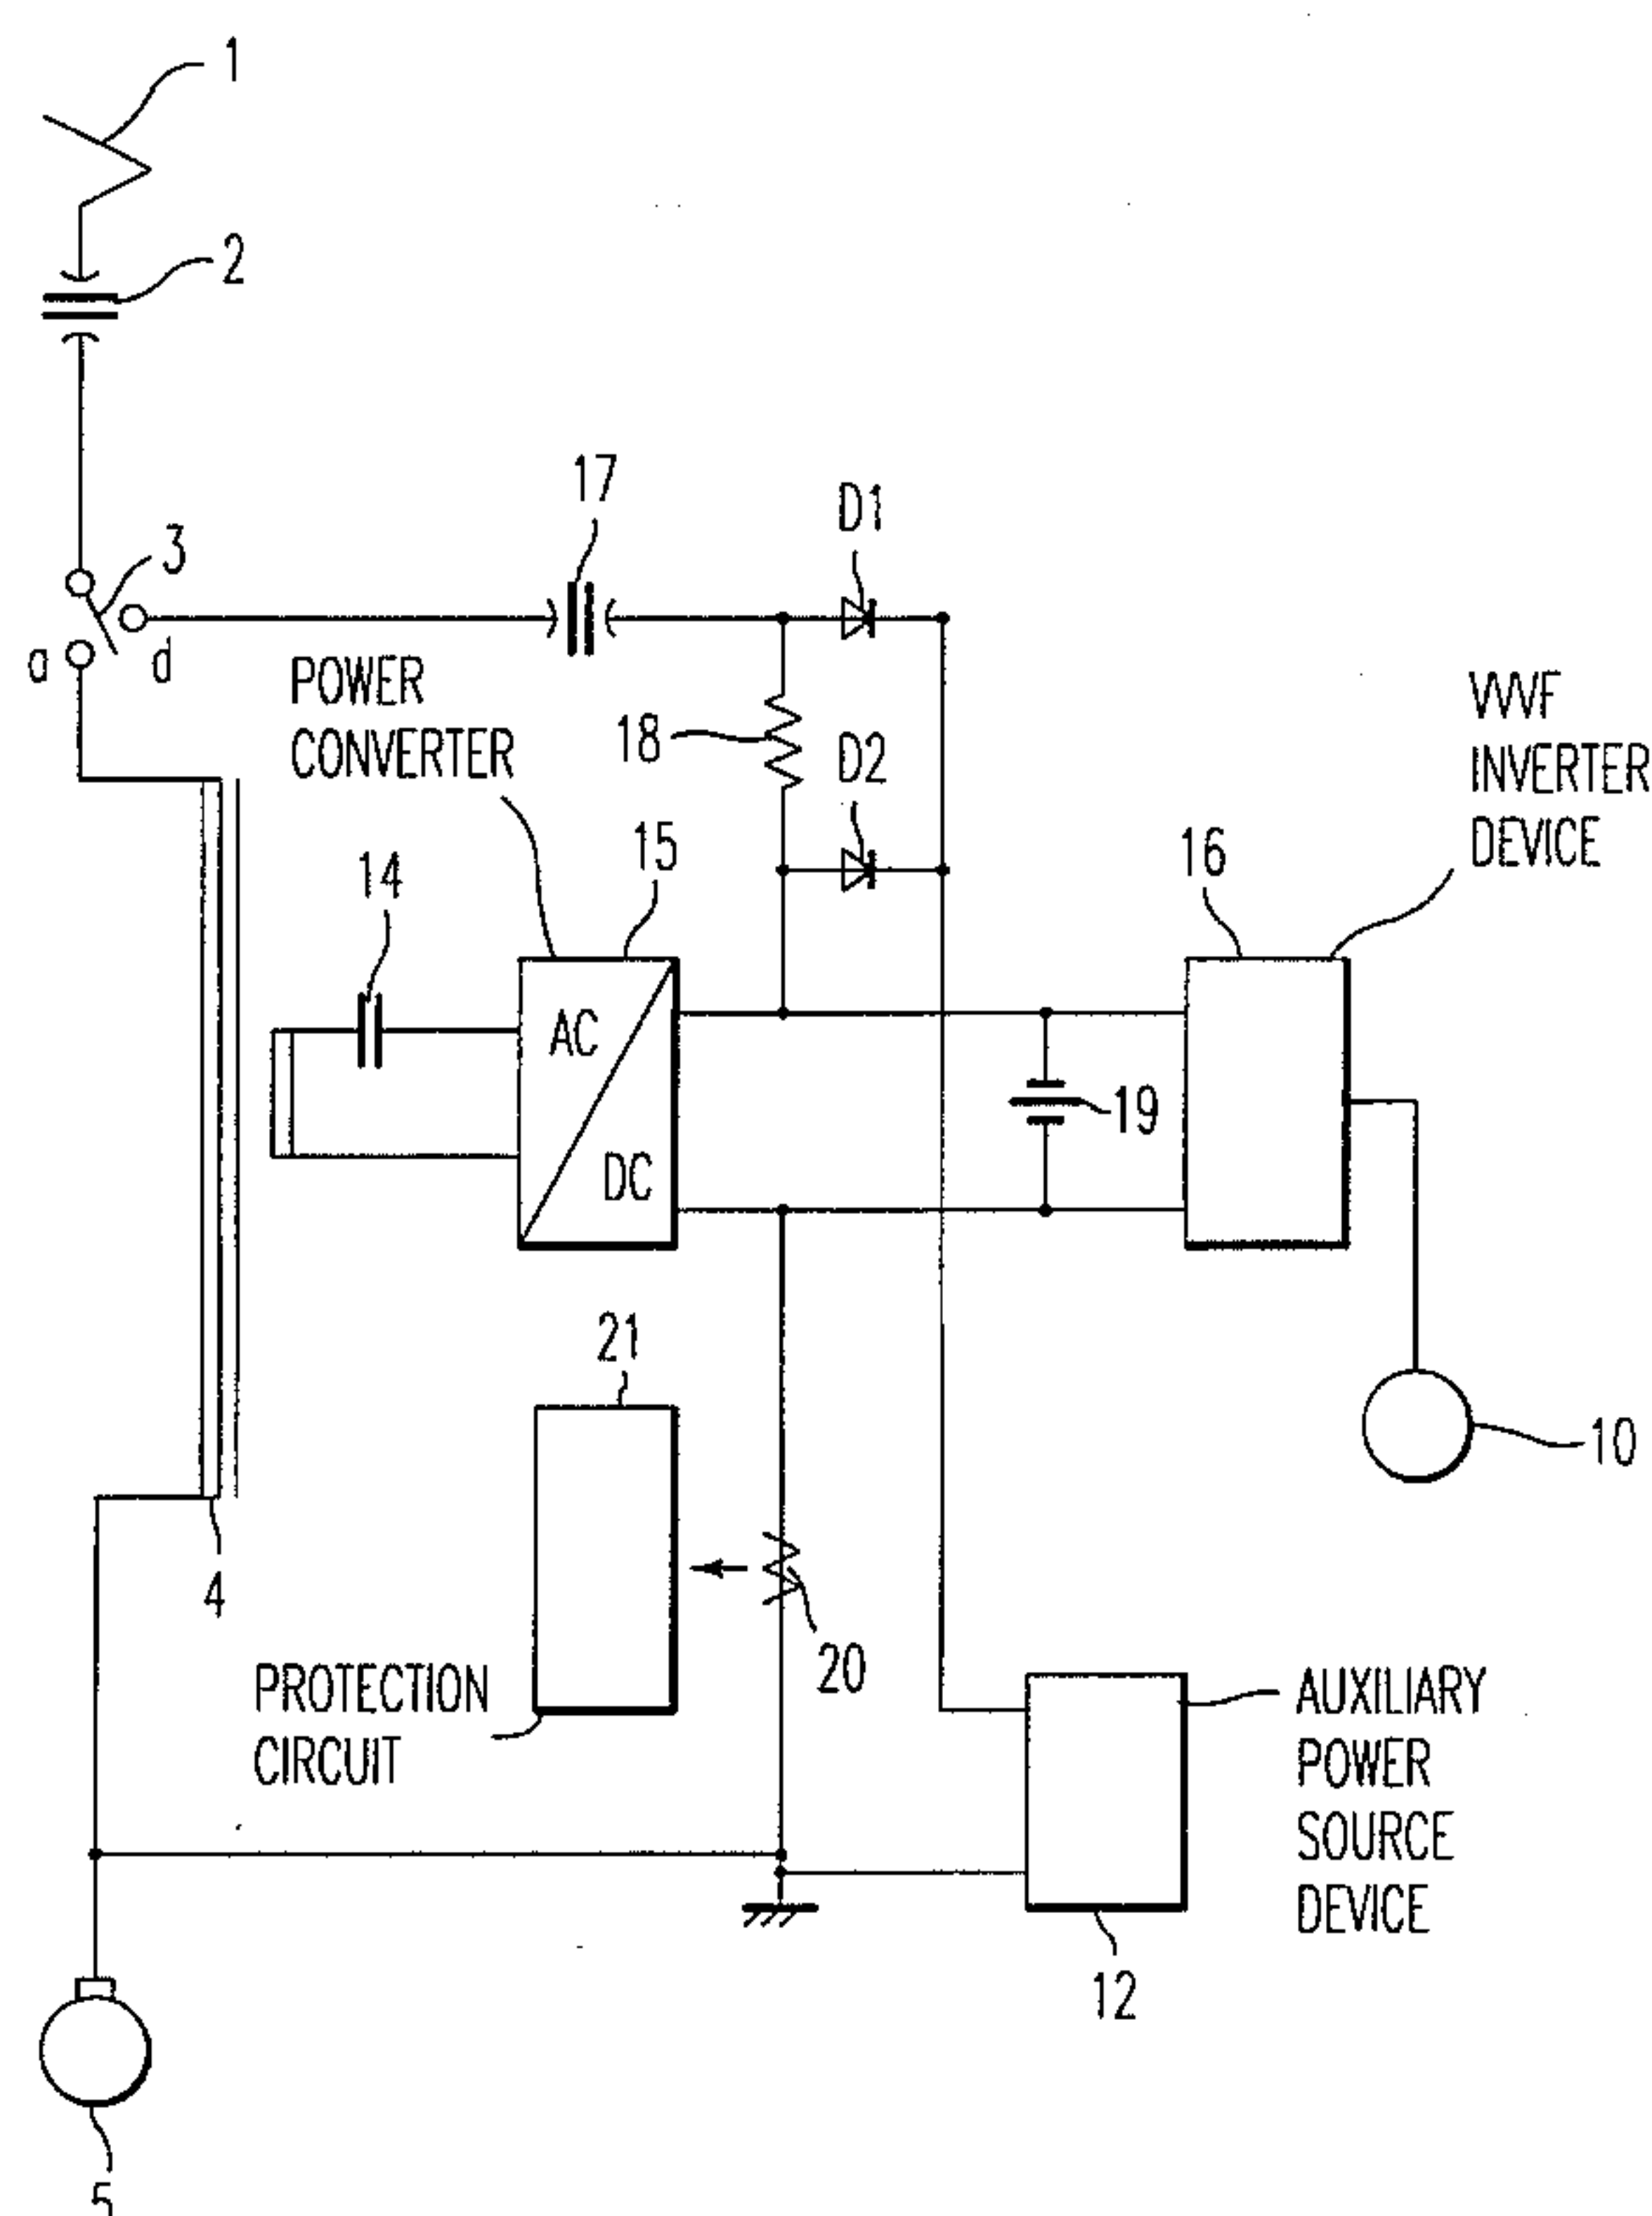 1
2
17
D1
3
a
d
POWER
CONVERTER
18
D2
VVVF
INVERTER
DEVICE
14
15
16
AC
DC
19
21
10
4
20
PROTECTION
CIRCUIT
AUXILIARY
POWER
SOURCE
DEVICE
12
5